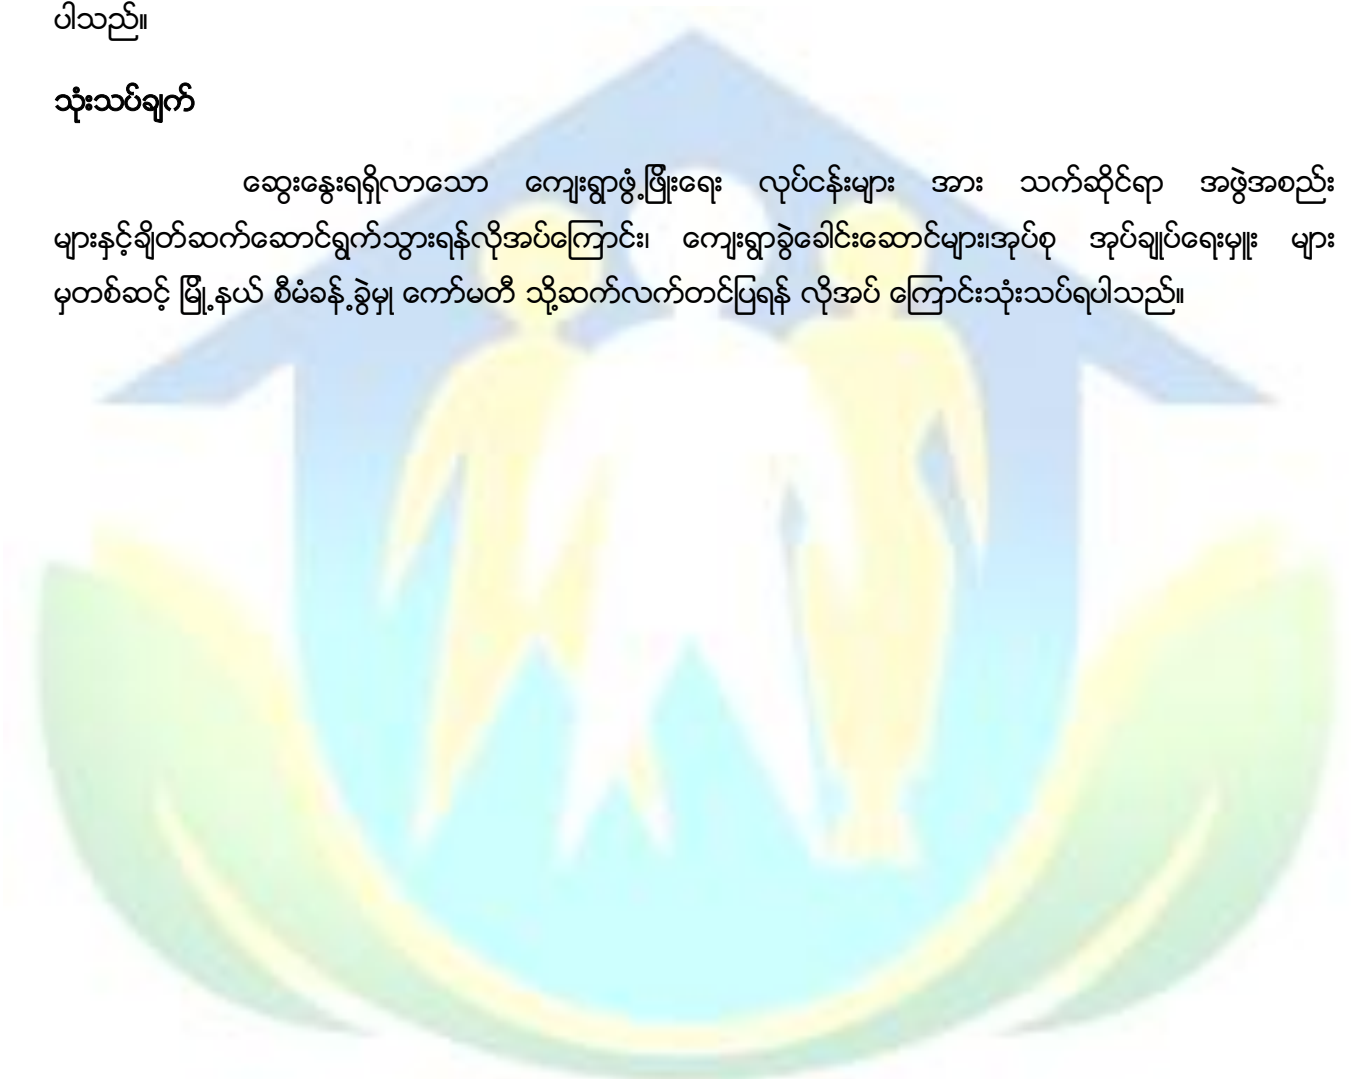 ပါသည်။
သုံးသပ်ချက်
ဆွေးနွေးရရှိလာသော ကျေးရွာဖွံ့ဖြိုးရေး လုပ်ငန်းများ အား သက်ဆိုင်ရာ အဖွဲ့အစည်း
များနှင့်ချိတ်ဆက်ဆောင်ရွက်သွားရန်လိုအပ်ကြောင်း၊ ကျေးရွာခွဲခေါင်းဆောင်များ၊အုပ်စု အုပ်ချုပ်ရေးမှူး များ
မှတစ်ဆင့် မြို့နယ် စီမံခန့်ခွဲမှု ကော်မတီ သို့ဆက်လက်တင်ပြရန် လိုအပ် ကြောင်းသုံးသပ်ရပါသည်။